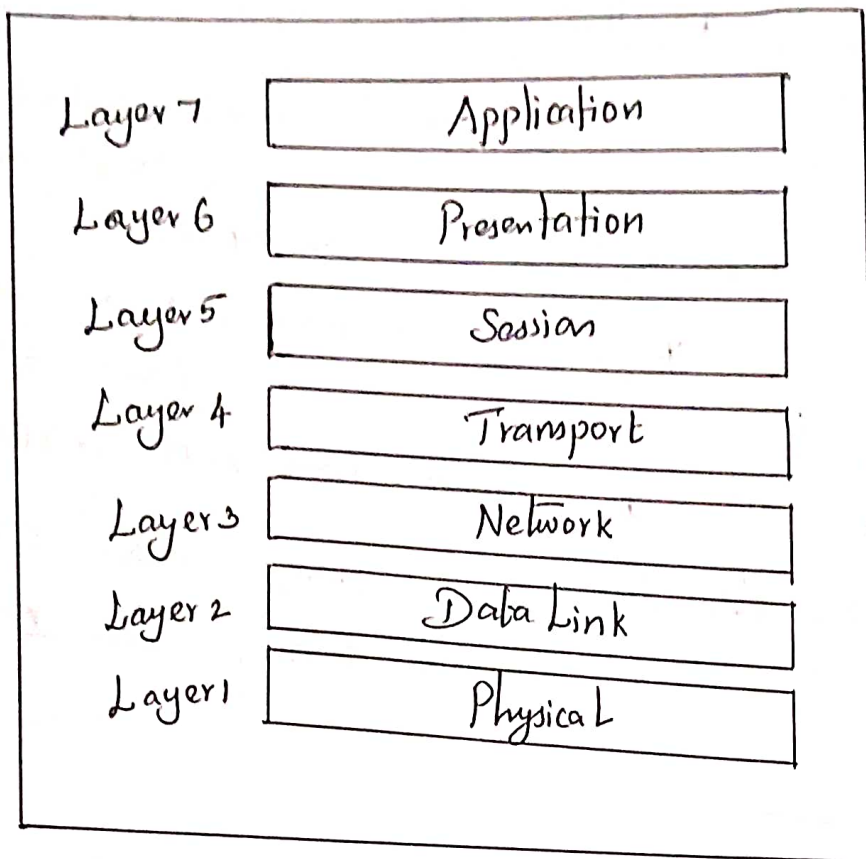 Layer 7 Application
Layer 6 Presentation
Layer 5 Session
Layer 4 Transport
Layer 3 Network
Layer 2 Data Link
Layer 1 Physical